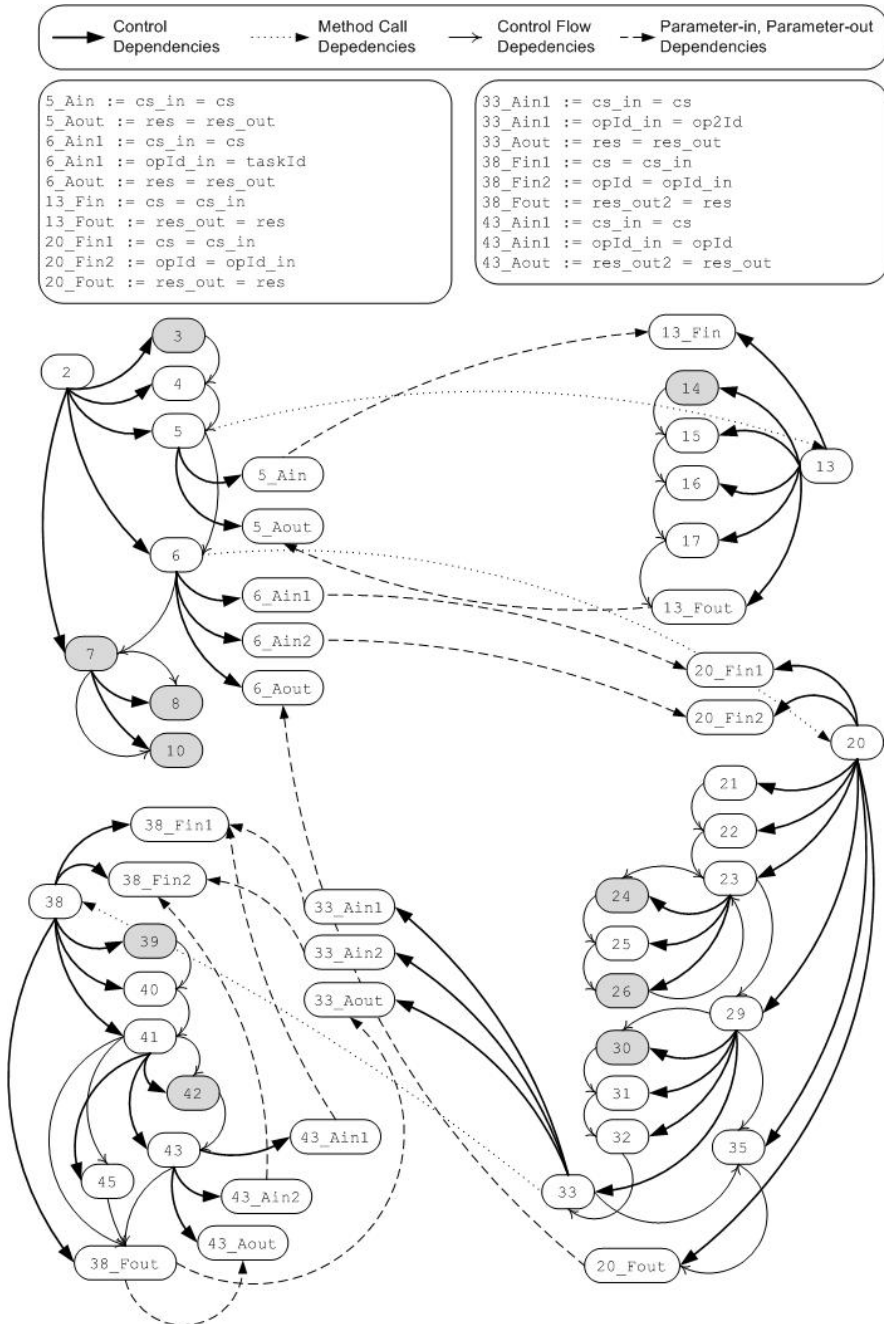 Control
Dependencies
Method Call
Depedencies
Control Flow
Depedencies
Parameter-in, Parameter-out
Dependencies
5_Ain := cs_in = cs
5_Aout := res = res_out
6_Ain1 := cs_in = cs
6_Ain1 := opId_in = taskId
6_Aout := res = res_out
13_Fin := cs = cs_in
13_Fout := res_out = res
20_Fin1 := cs = cs_in
20_Fin2 := opId = opId_in
20_Fout := res_out = res
33_Ain1 := cs_in = cs
33_Ain1 := opId_in = op2Id
33_Aout := res = res_out
38_Fin1 := cs = cs_in
38_Fin2 := opId = opId_in
38_Fout := res_out2 = res
43_Ain1 := cs_in = cs
43_Ain1 := opId_in = opId
43_Aout := res_out2 = res_out
2
3
4
5
5_Ain
5_Aout
6
6_Ain1
6_Ain2
6_Aout
7
8
10
13_Fin
14
15
13
16
17
13_Fout
20_Fin1
20_Fin2
20
21
22
23
24
25
26
29
30
31
32
35
33
20_Fout
38_Fin1
38_Fin2
38
39
40
41
42
43
45
43_Ain1
43_Ain2
43_Aout
38_Fout
33_Ain1
33_Ain2
33_Aout